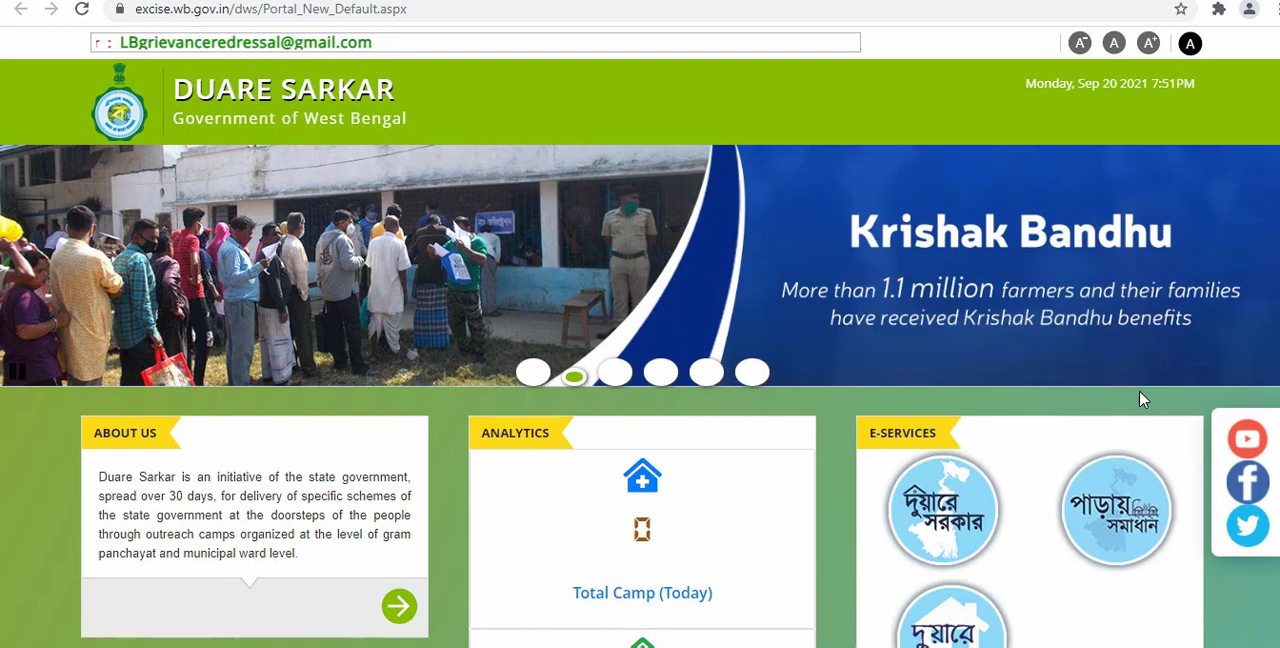 excise.wb.gov.in/dws/Portal_New_Default.aspx
r : LBgrievanceredressal@gmail.com
A- A A+ A
DUARE SARKAR
Government of West Bengal
Monday, Sep 20 2021 7:51PM
Krishak Bandhu
More than 1.1 million farmers and their families
have received Krishak Bandhu benefits
ABOUT US
Duare Sarkar is an initiative of the state government,
spread over 30 days, for delivery of specific schemes of
the state government at the doorsteps of the people
through outreach camps organized at the level of gram
panchayat and municipal ward level.
ANALYTICS
0
Total Camp (Today)
E-SERVICES
দুয়ারে
সরকার
পাড়ায়
সমাধান
দুয়ারে